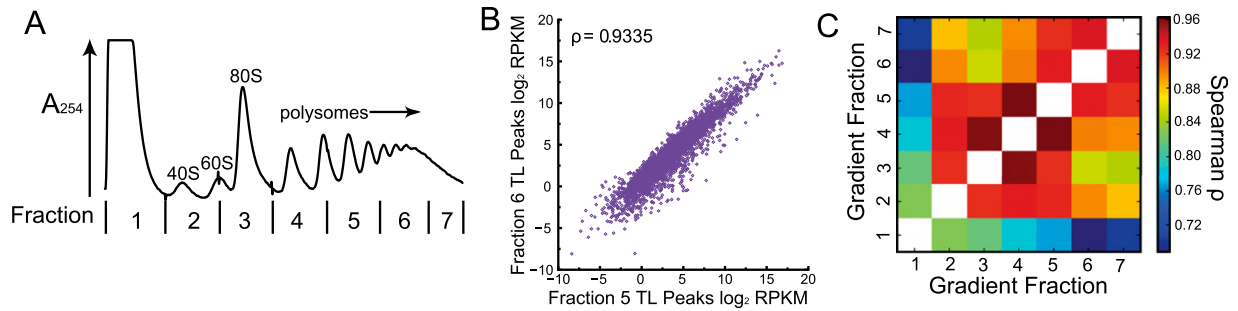 A
A254
40S
60S
80S
polysomes
Fraction
1 2 3 4 5 6 7
B
ρ = 0.9335
Fraction 6 TL Peaks log₂ RPKM
20
15
10
5
0
−5
−10
−10 −5 0 5 10 15 20
Fraction 5 TL Peaks log₂ RPKM
C
Gradient Fraction
7
6
5
4
3
2
1
1 2 3 4 5 6 7
Gradient Fraction
0.96
0.92
0.88
0.84
0.80
0.76
0.72
Spearman ρ